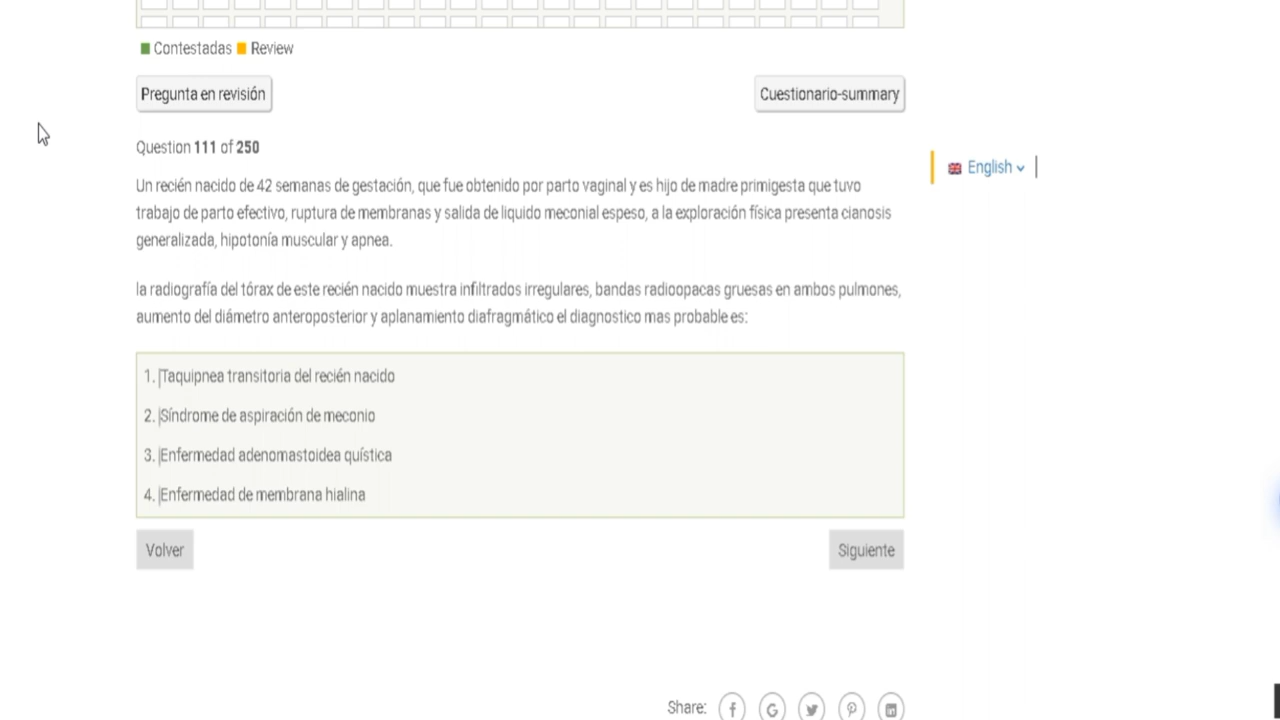 Contestadas Review
Pregunta en revisión
Cuestionario-summary
Question 111 of 250
English
Un recién nacido de 42 semanas de gestación, que fue obtenido por parto vaginal y es hijo de madre primigesta que tuvo
trabajo de parto efectivo, ruptura de membranas y salida de liquido meconial espeso, a la exploración física presenta cianosis
generalizada, hipotonía muscular y apnea.
la radiografía del tórax de este recién nacido muestra infiltrados irregulares, bandas radioopacas gruesas en ambos pulmones,
aumento del diámetro anteroposterior y aplanamiento diafragmático el diagnostico mas probable es:
1. Taquipnea transitoria del recién nacido
2. Síndrome de aspiración de meconio
3. Enfermedad adenomastoidea quística
4. Enfermedad de membrana hialina
Volver
Siguiente
Share: